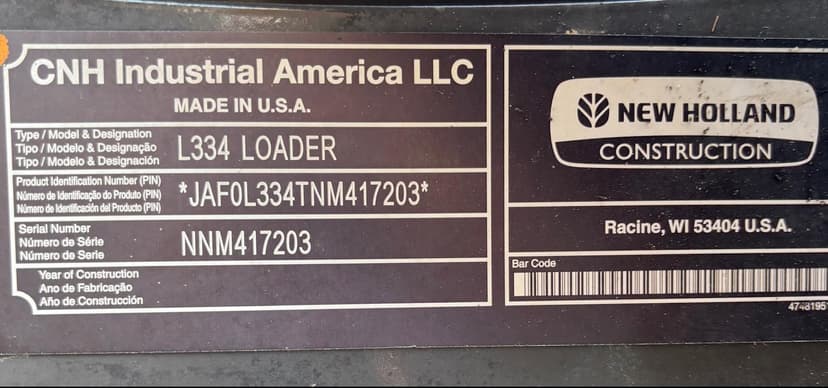 CNH Industrial America LLC
MADE IN U.S.A.
Type / Model & Designation
Tipo / Modelo & Designação
Tipo / Modelo & Designación
L334 LOADER
Product Identification Number (PIN)
Número de Identificação do Produto (PIN)
Número de Identificación del Producto (PIN)
*JAF0L334TNM417203*
Serial Number
Número de Série
Número de Serie
NNM417203
Year of Construction
Ano de Fabricação
Año de Construcción
NEW HOLLAND
CONSTRUCTION
Racine, WI 53404 U.S.A.
Bar Code